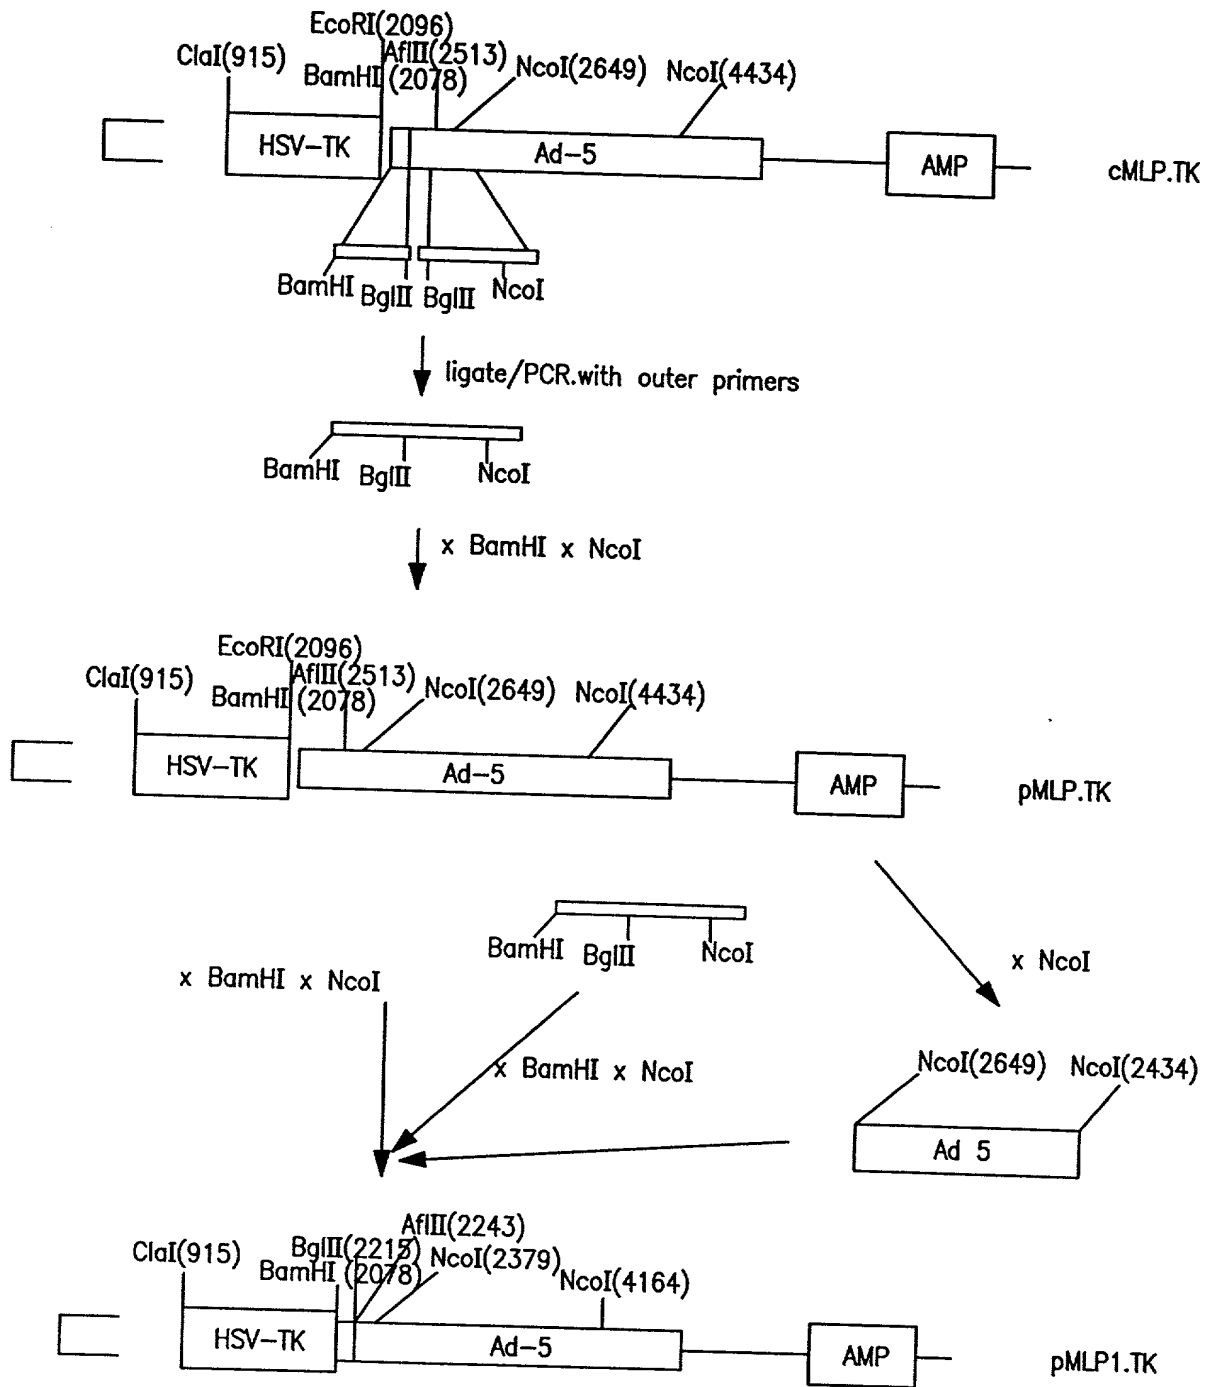 EcoRI(2096)
ClaI(915) AflII(2513)
BamHI (2078) NcoI(2649) NcoI(4434)
HSV-TK Ad-5 AMP cMLP.TK
BamHI BglII BglII NcoI
ligate/PCR.with outer primers
BamHI BglII NcoI
x BamHI x NcoI
EcoRI(2096)
ClaI(915) AflII(2513)
BamHI (2078) NcoI(2649) NcoI(4434)
HSV-TK Ad-5 AMP pMLP.TK
BamHI BglII NcoI
x BamHI x NcoI x NcoI
x BamHI x NcoI
NcoI(2649) NcoI(2434)
Ad 5
AflII(2243)
ClaI(915) BglII(2215) NcoI(2379)
BamHI (2078) NcoI(4164)
HSV-TK Ad-5 AMP pMLP1.TK